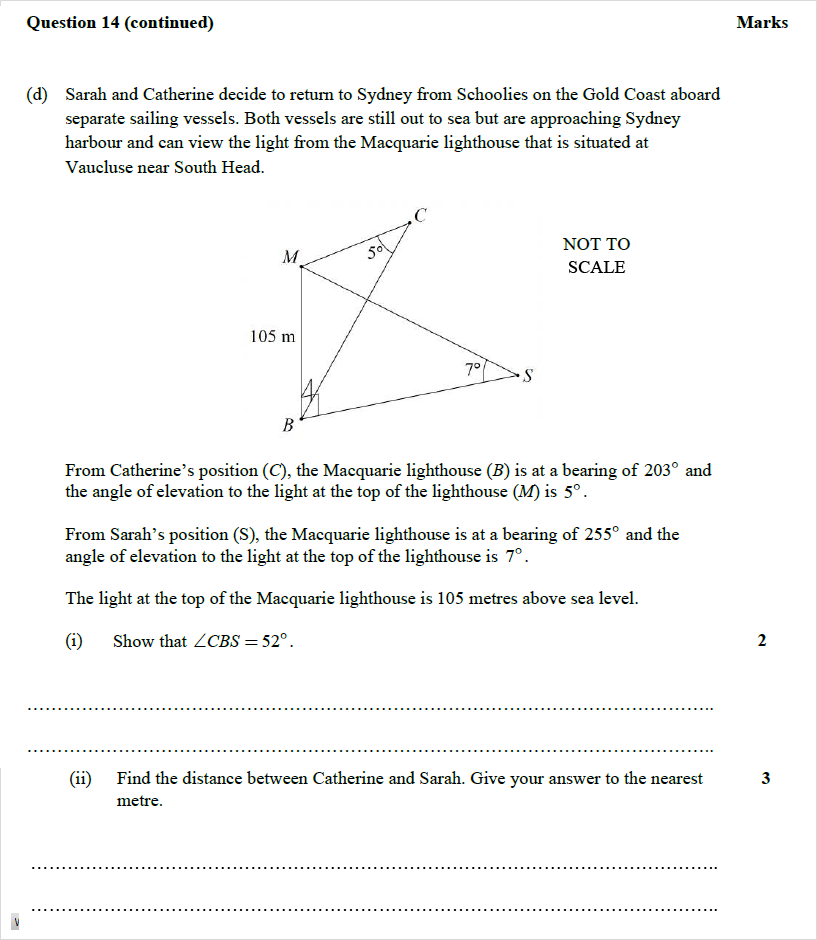 Question 14 (continued) Marks
(d) Sarah and Catherine decide to return to Sydney from Schoolies on the Gold Coast aboard
separate sailing vessels. Both vessels are still out to sea but are approaching Sydney
harbour and can view the light from the Macquarie lighthouse that is situated at
Vaucluse near South Head.
C
5°
M
NOT TO
SCALE
105 m
7°
S
B
From Catherine’s position (C), the Macquarie lighthouse (B) is at a bearing of 203° and
the angle of elevation to the light at the top of the lighthouse (M) is 5°.
From Sarah’s position (S), the Macquarie lighthouse is at a bearing of 255° and the
angle of elevation to the light at the top of the lighthouse is 7°.
The light at the top of the Macquarie lighthouse is 105 metres above sea level.
(i) Show that ∠CBS = 52°. 2
(ii) Find the distance between Catherine and Sarah. Give your answer to the nearest 3
metre.